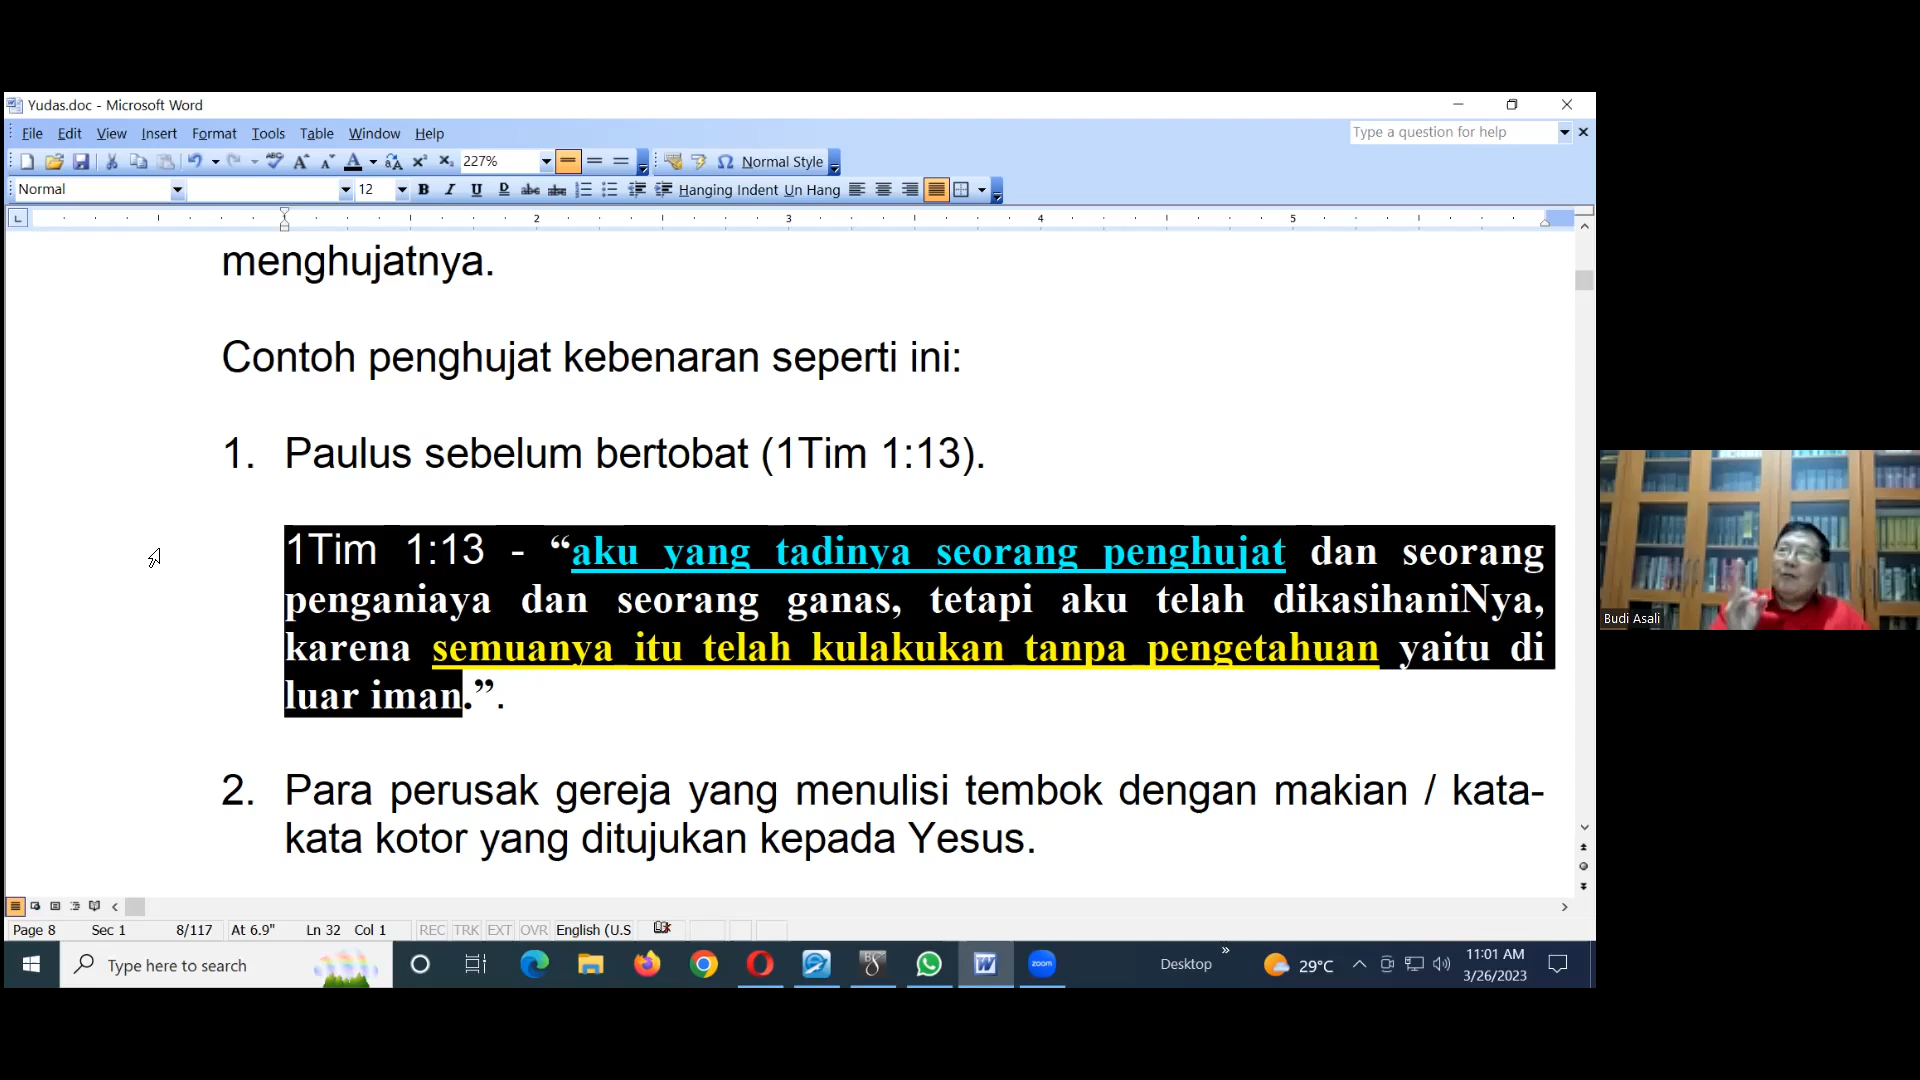 Yudas.doc - Microsoft Word
File Edit View Insert Format Tools Table Window Help
Type a question for help
227%
Normal Style
Normal
12
Hanging Indent Un Hang
2 3 4 5
menghujatnya.
Contoh penghujat kebenaran seperti ini:
1. Paulus sebelum bertobat (1Tim 1:13).
1Tim 1:13 - “aku yang tadinya seorang penghujat dan seorang
penganiaya dan seorang ganas, tetapi aku telah dikasihaniNya,
karena semuanya itu telah kulakukan tanpa pengetahuan yaitu di
luar iman.”.
2. Para perusak gereja yang menulisi tembok dengan makian / kata-
kata kotor yang ditujukan kepada Yesus.
Budi Asali
Page 8 Sec 1 8/117 At 6.9" Ln 32 Col 1 REC TRK EXT OVR English (U.S
Type here to search
zoom
Desktop
29°C
11:01 AM
3/26/2023